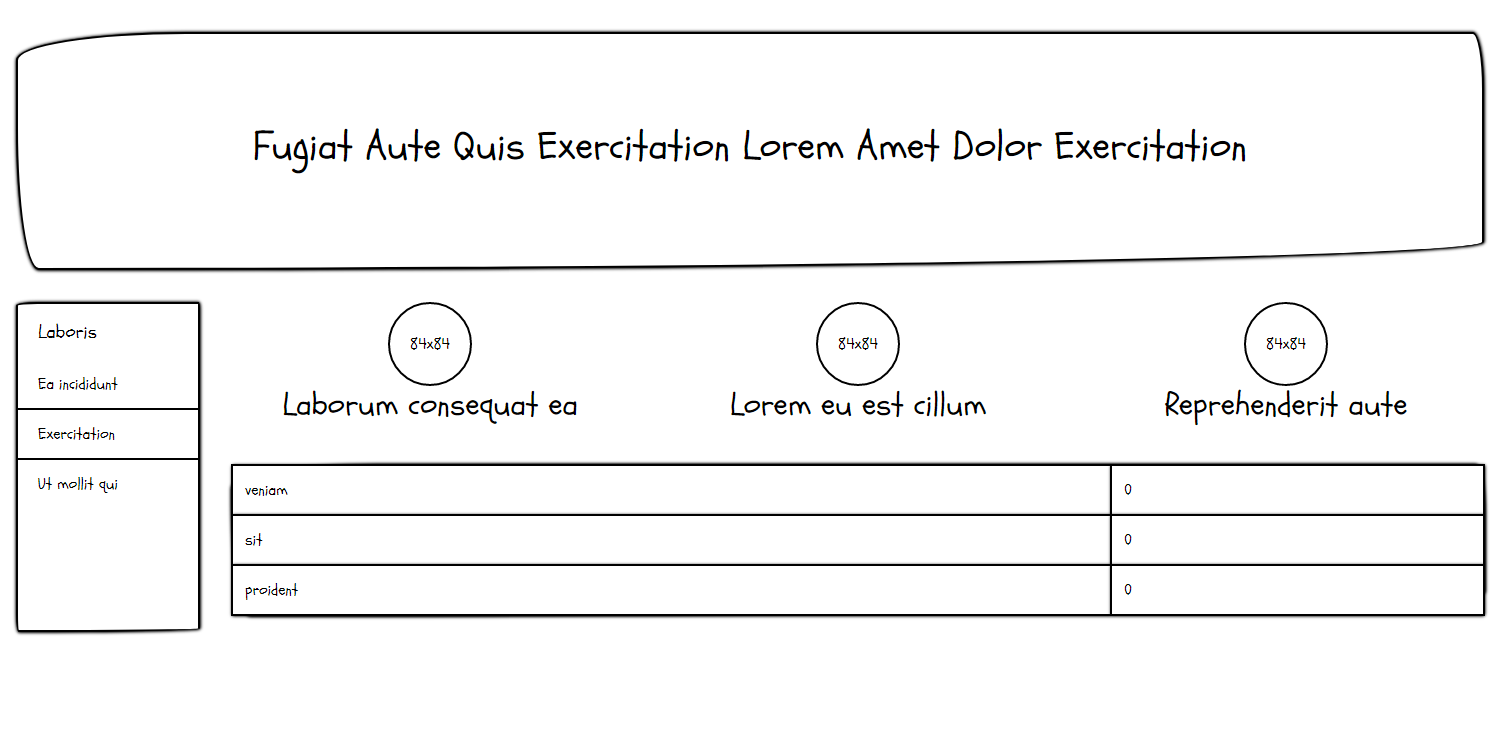 Fugiat Aute Quis Exercitation Lorem Amet Dolor Exercitation
Laboris
Ea incididunt
Exercitation
Ut mollit qui
84x84
Laborum consequat ea
84x84
Lorem eu est cillum
84x84
Reprehenderit aute
veniam 0
sit 0
proident 0